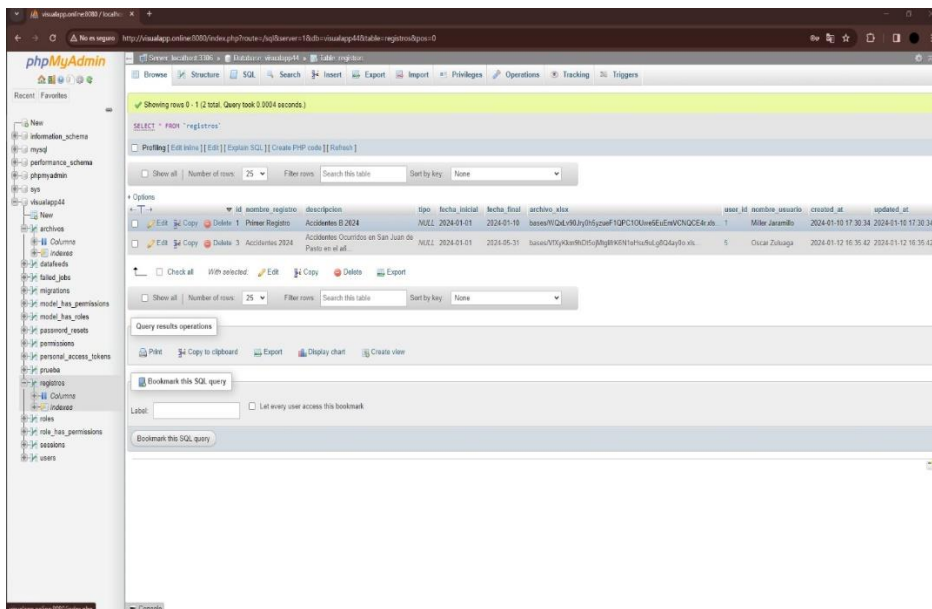 visualapp.online:8080 / localho
No es seguro http://visualapp.online:8080/index.php?route=/sql&server=1&db=visualapp44&table=registros&pos=0
phpMyAdmin
Server: localhost:3306 » Database: visualapp44 » Table: registros
Browse Structure SQL Search Insert Export Import Privileges Operations Tracking Triggers
Recent Favorites
New
information_schema
mysql
performance_schema
phpmyadmin
sys
visualapp44
New
archivos
Columns
Indexes
datafeeds
failed_jobs
migrations
model_has_permissions
model_has_roles
password_resets
permissions
personal_access_tokens
prueba
registros
Columns
Indexes
roles
role_has_permissions
sessions
users
Showing rows 0 - 1 (2 total, Query took 0.0004 seconds.)
SELECT * FROM `registros`
Profiling [ Edit inline ] [ Edit ] [ Explain SQL ] [ Create PHP code ] [ Refresh ]
Show all | Number of rows: 25 Filter rows: Search this table Sort by key: None
+ Options
id nombre_registro descripcion tipo fecha_inicial fecha_final archivo_xlsx user_id nombre_usuario created_at updated_at
Edit Copy Delete 1 Primer Registro Accidentes B 2024 NULL 2024-01-01 2024-01-10 1 Miler Jaramillo 2024-01-10 17:30:34 2024-01-10 17:30:34
Edit Copy Delete 3 Accidentes 2024 Accidentes Ocurridos en San Juan de Pasto en el añ... NULL 2024-01-01 2024-05-31 Oscar Zuluaga 2024-01-12 16:35:42 2024-01-12 16:35:42
Check all With selected: Edit Copy Delete Export
Show all | Number of rows: 25 Filter rows: Search this table Sort by key: None
Query results operations
Print Copy to clipboard Export Display chart Create view
Bookmark this SQL query
Label: Let every user access this bookmark
Bookmark this SQL query
Console